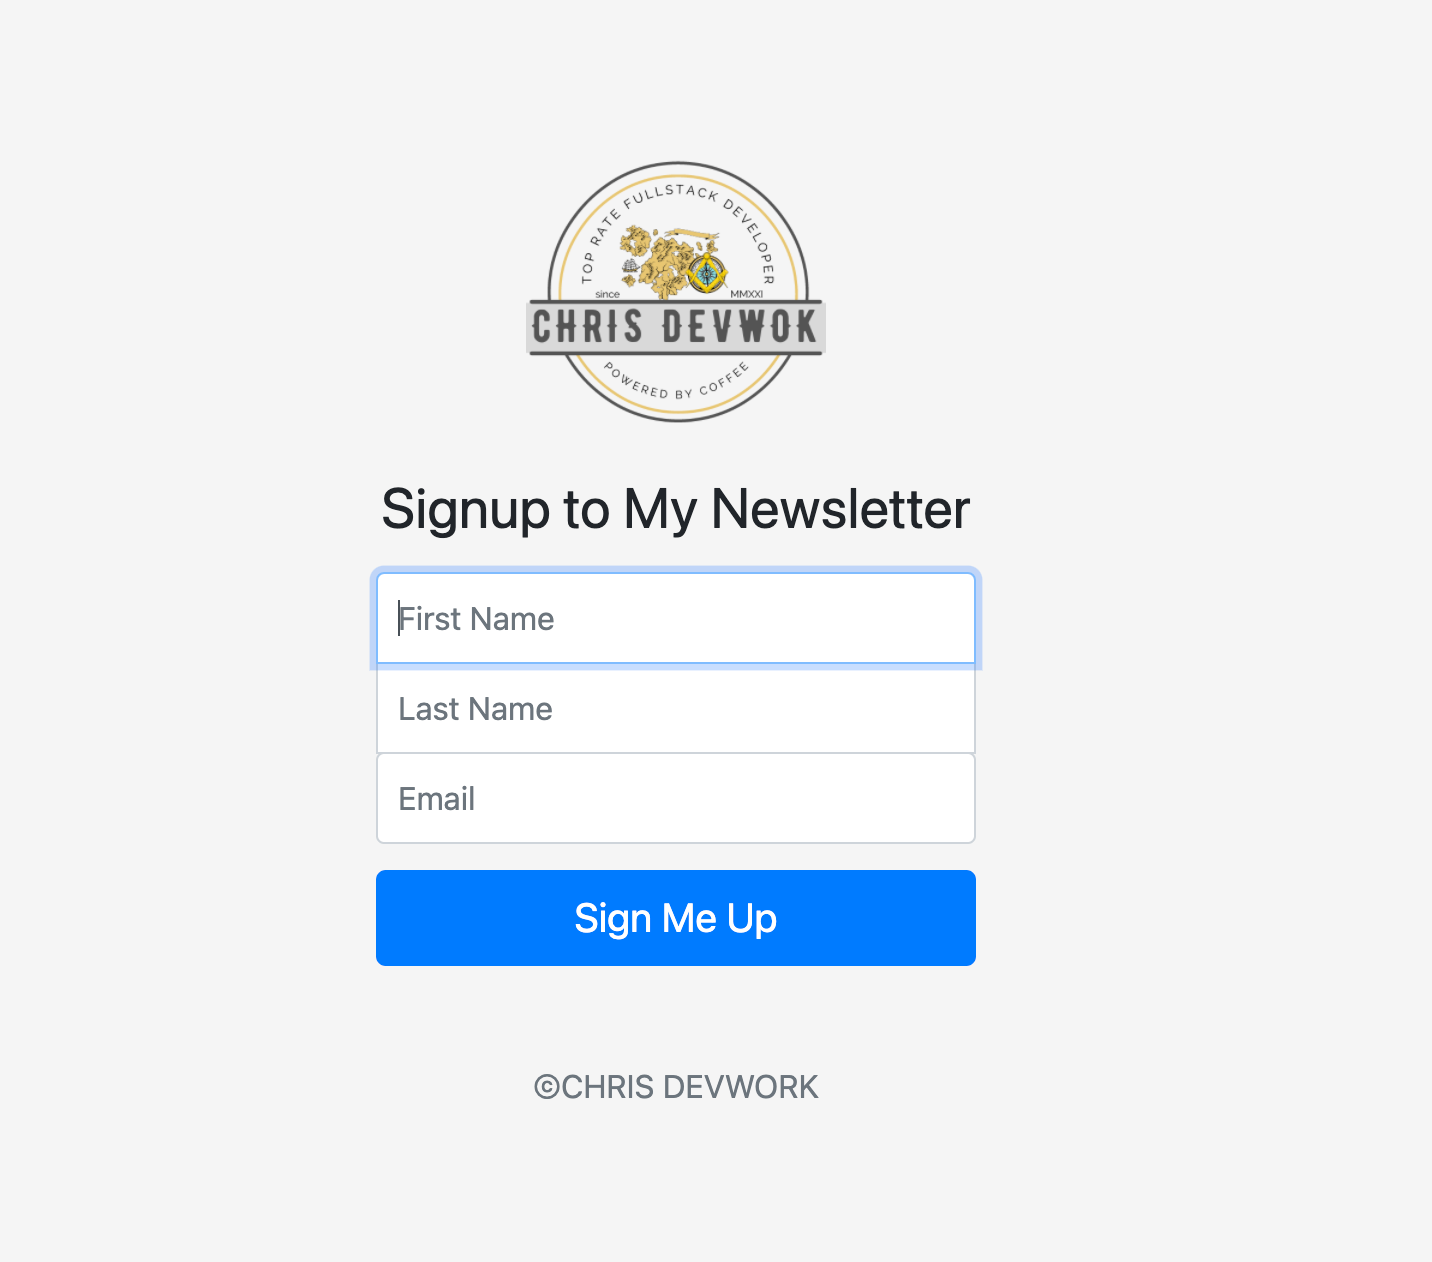 TOP RATE FULLSTACK DEVELOPER
since MMXXI
CHRIS DEVWOK
POWERED BY COFFEE
Signup to My Newsletter
First Name
Last Name
Email
Sign Me Up
©CHRIS DEVWORK